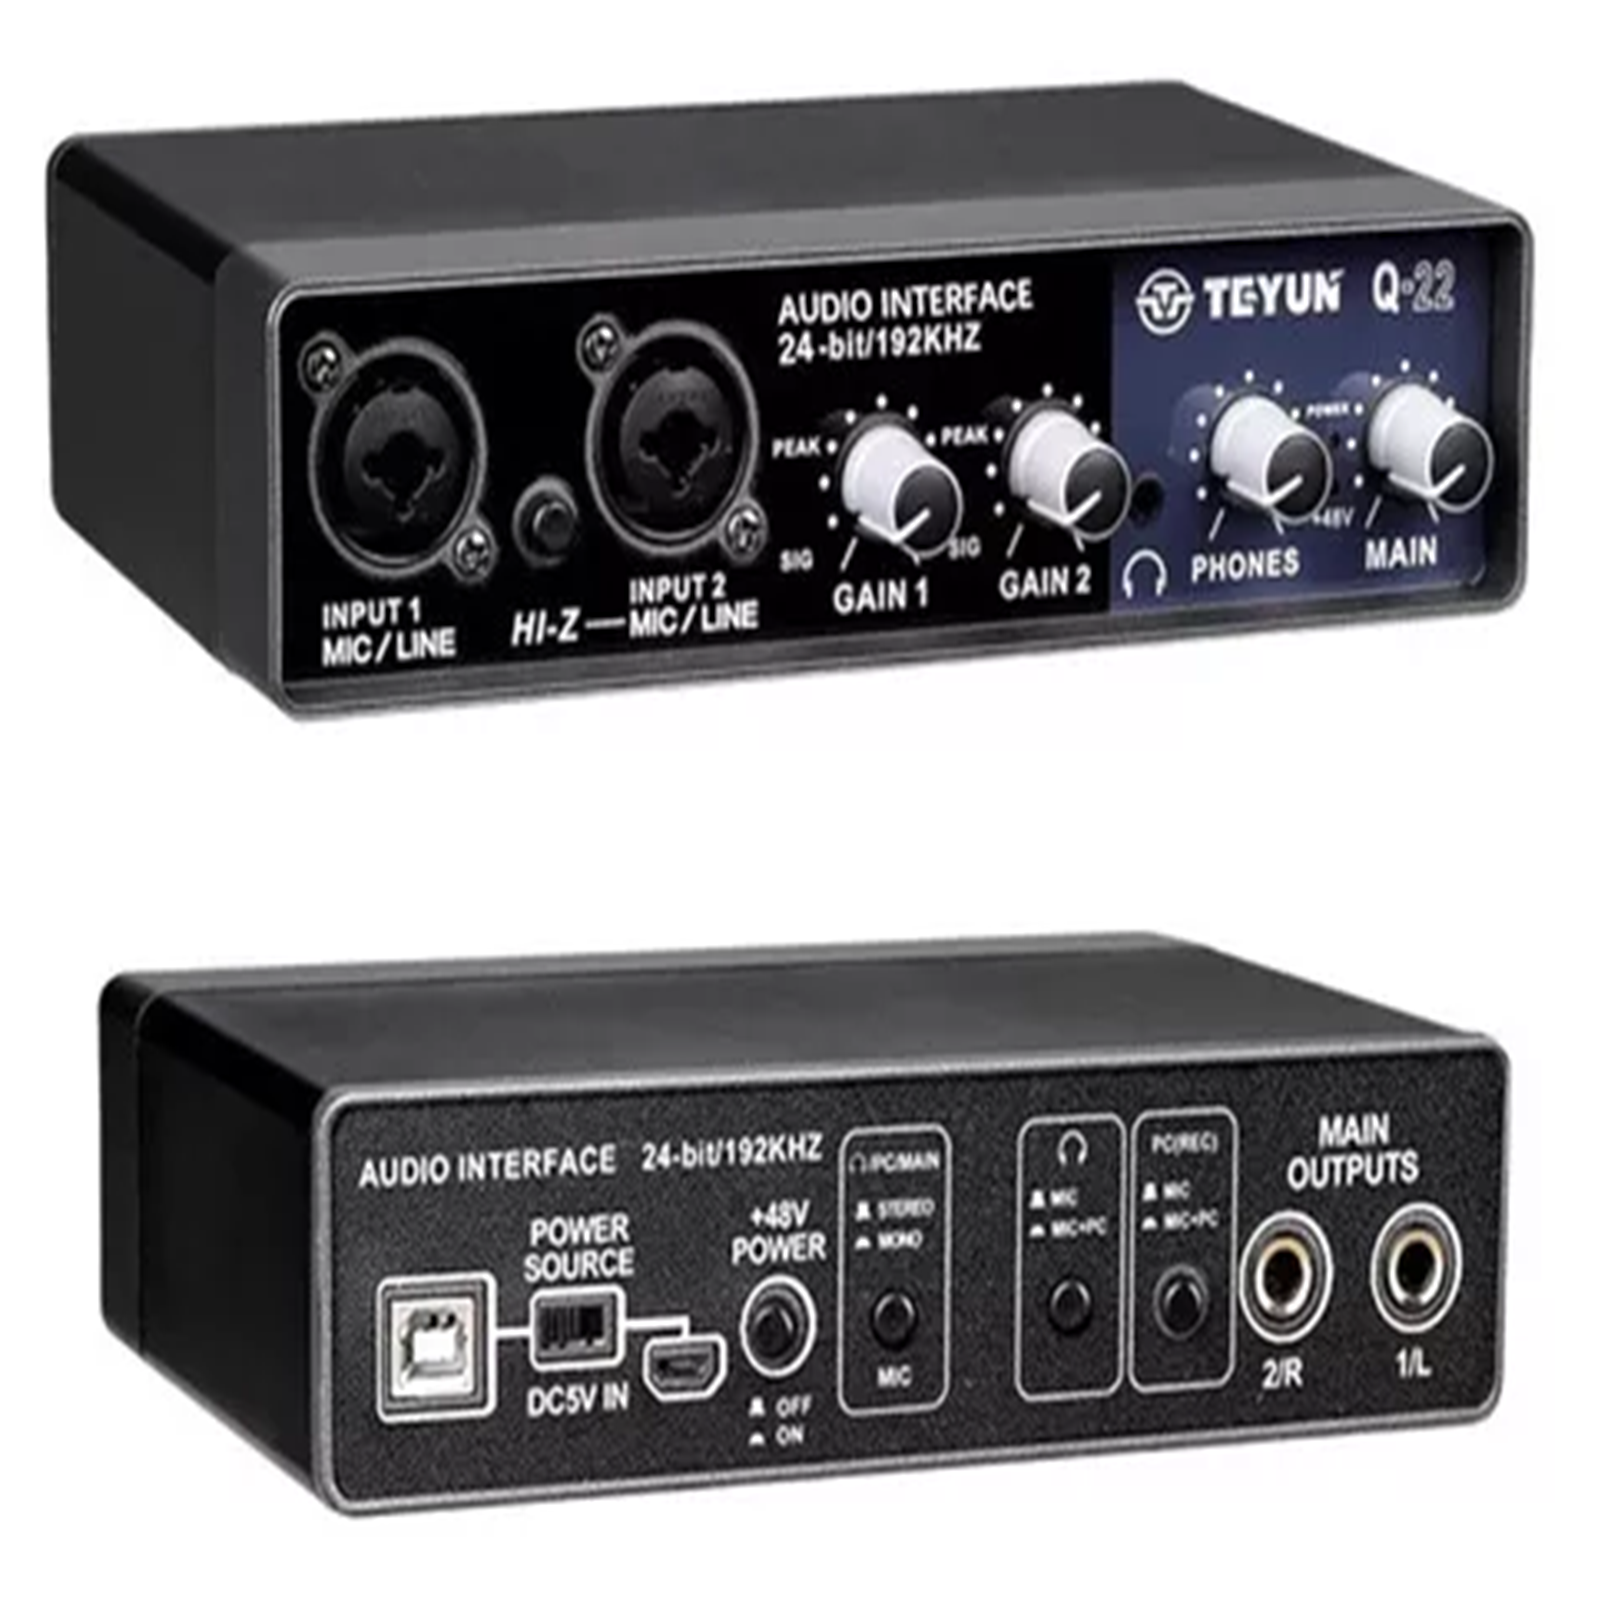 AUDIO INTERFACE
24-bit/192KHZ
TEYUN Q-22
PEAK
PEAK
POWER
SIG
SIG
+48V
GAIN 1
GAIN 2
PHONES
MAIN
INPUT 1
MIC/LINE
HI-Z
INPUT 2
MIC/LINE
AUDIO INTERFACE 24-bit/192KHZ
POWER
SOURCE
DC5V IN
+48V
POWER
OFF
ON
/PC/MAIN
STEREO
MONO
MIC
MIC
MIC+PC
PC(REC)
MIC
MIC+PC
MAIN
OUTPUTS
2/R
1/L